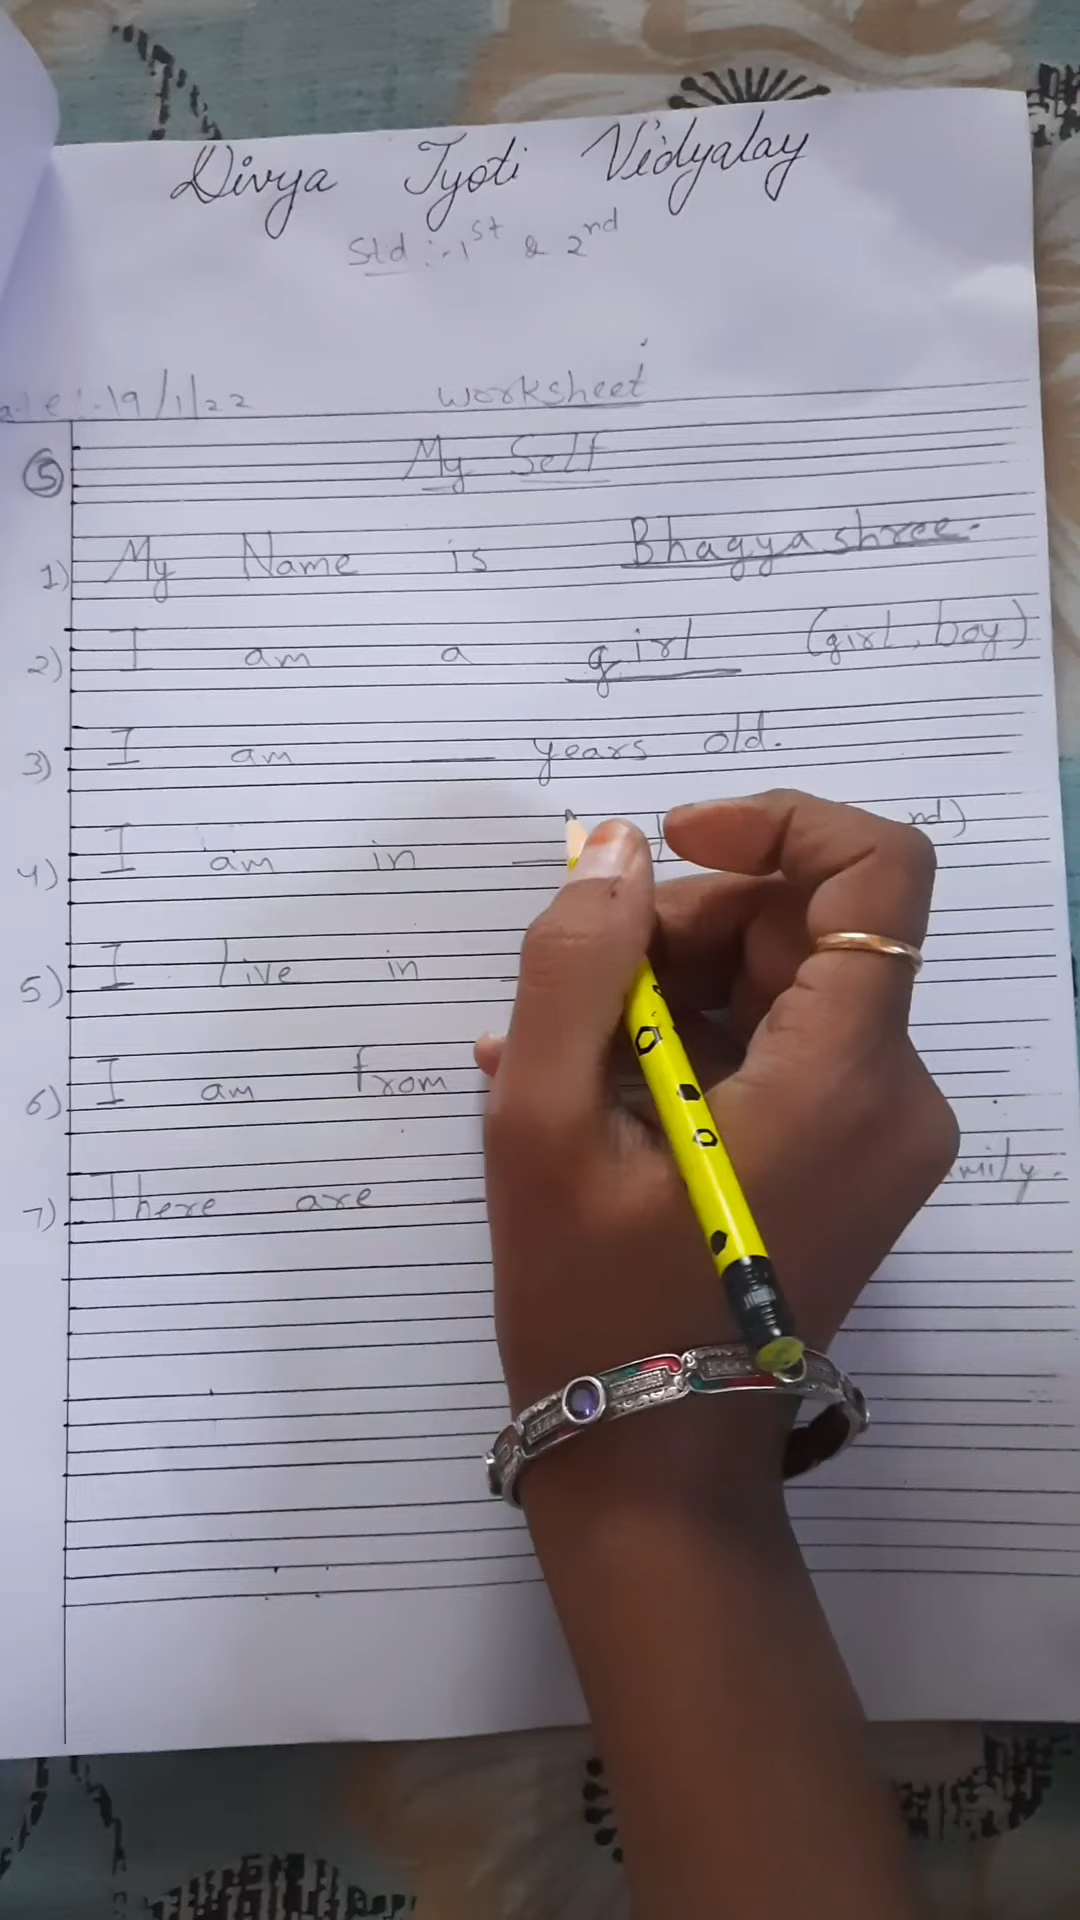 Divya Jyoti Vidyalay
Std :- 1st & 2nd
19/1/22 Worksheet
5 My Self
1) My Name is Bhagyashree.
2) I am a girl (girl, boy)
3) I am ___ years old.
4) I am in nd)
5) I live in
6) I am from
7) There are